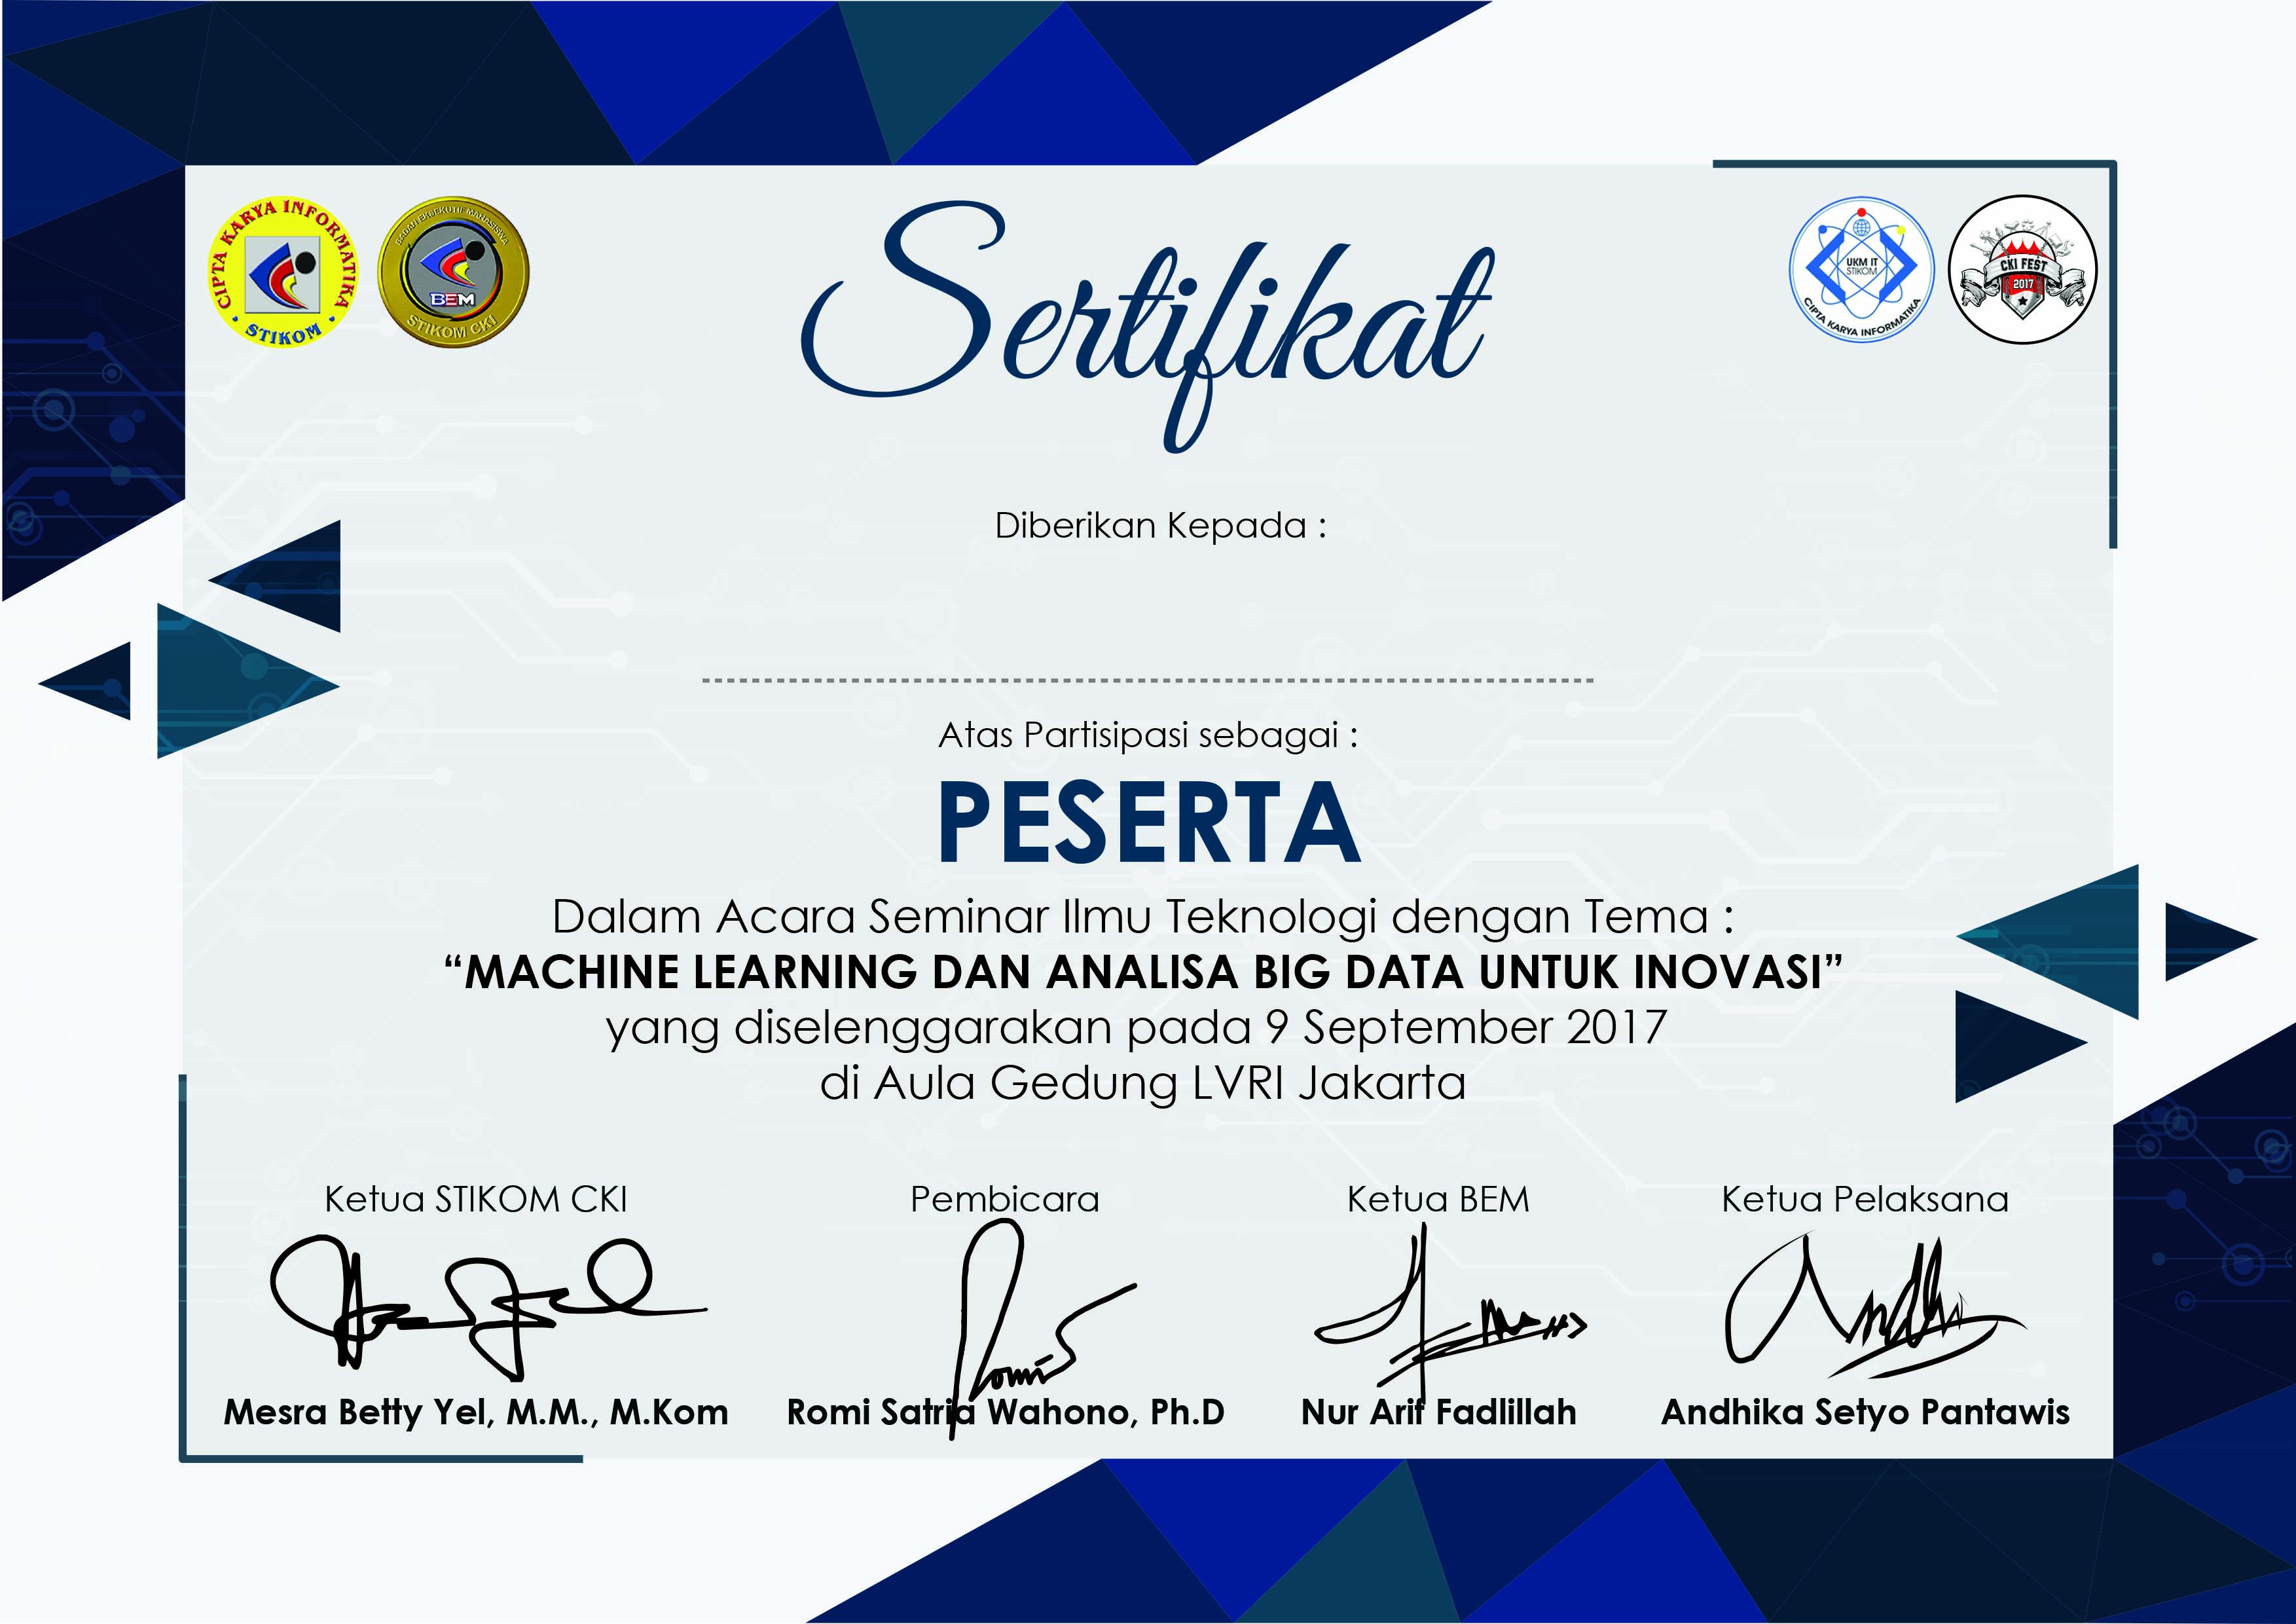 CIPTA KARYA INFORMATIKA
STIKOM
BADAN EKSEKUTIF MAHASISWA
BEM
STIKOM CKI
Sertifikat
UKM IT
STIKOM
CIPTA KARYA INFORMATIKA
CKI FEST
2017
Diberikan Kepada :
Atas Partisipasi sebagai :
PESERTA
Dalam Acara Seminar Ilmu Teknologi dengan Tema :
“MACHINE LEARNING DAN ANALISA BIG DATA UNTUK INOVASI”
yang diselenggarakan pada 9 September 2017
di Aula Gedung LVRI Jakarta
Ketua STIKOM CKI Pembicara Ketua BEM Ketua Pelaksana
Mesra Betty Yel, M.M., M.Kom Romi Satria Wahono, Ph.D Nur Arif Fadlillah Andhika Setyo Pantawis